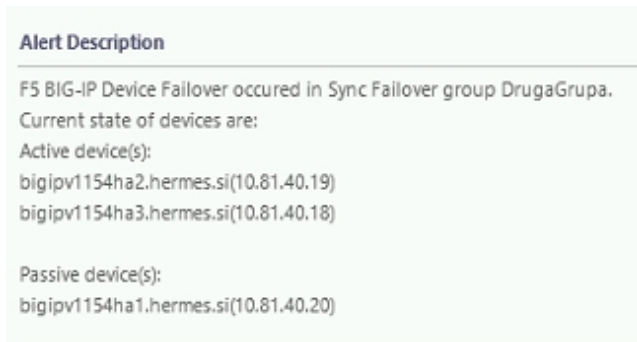 Alert Description
F5 BIG-IP Device Failover occured in Sync Failover group DrugaGrupa.
Current state of devices are:
Active device(s):
bigipv1154ha2.hermes.si(10.81.40.19)
bigipv1154ha3.hermes.si(10.81.40.18)
Passive device(s):
bigipv1154ha1.hermes.si(10.81.40.20)